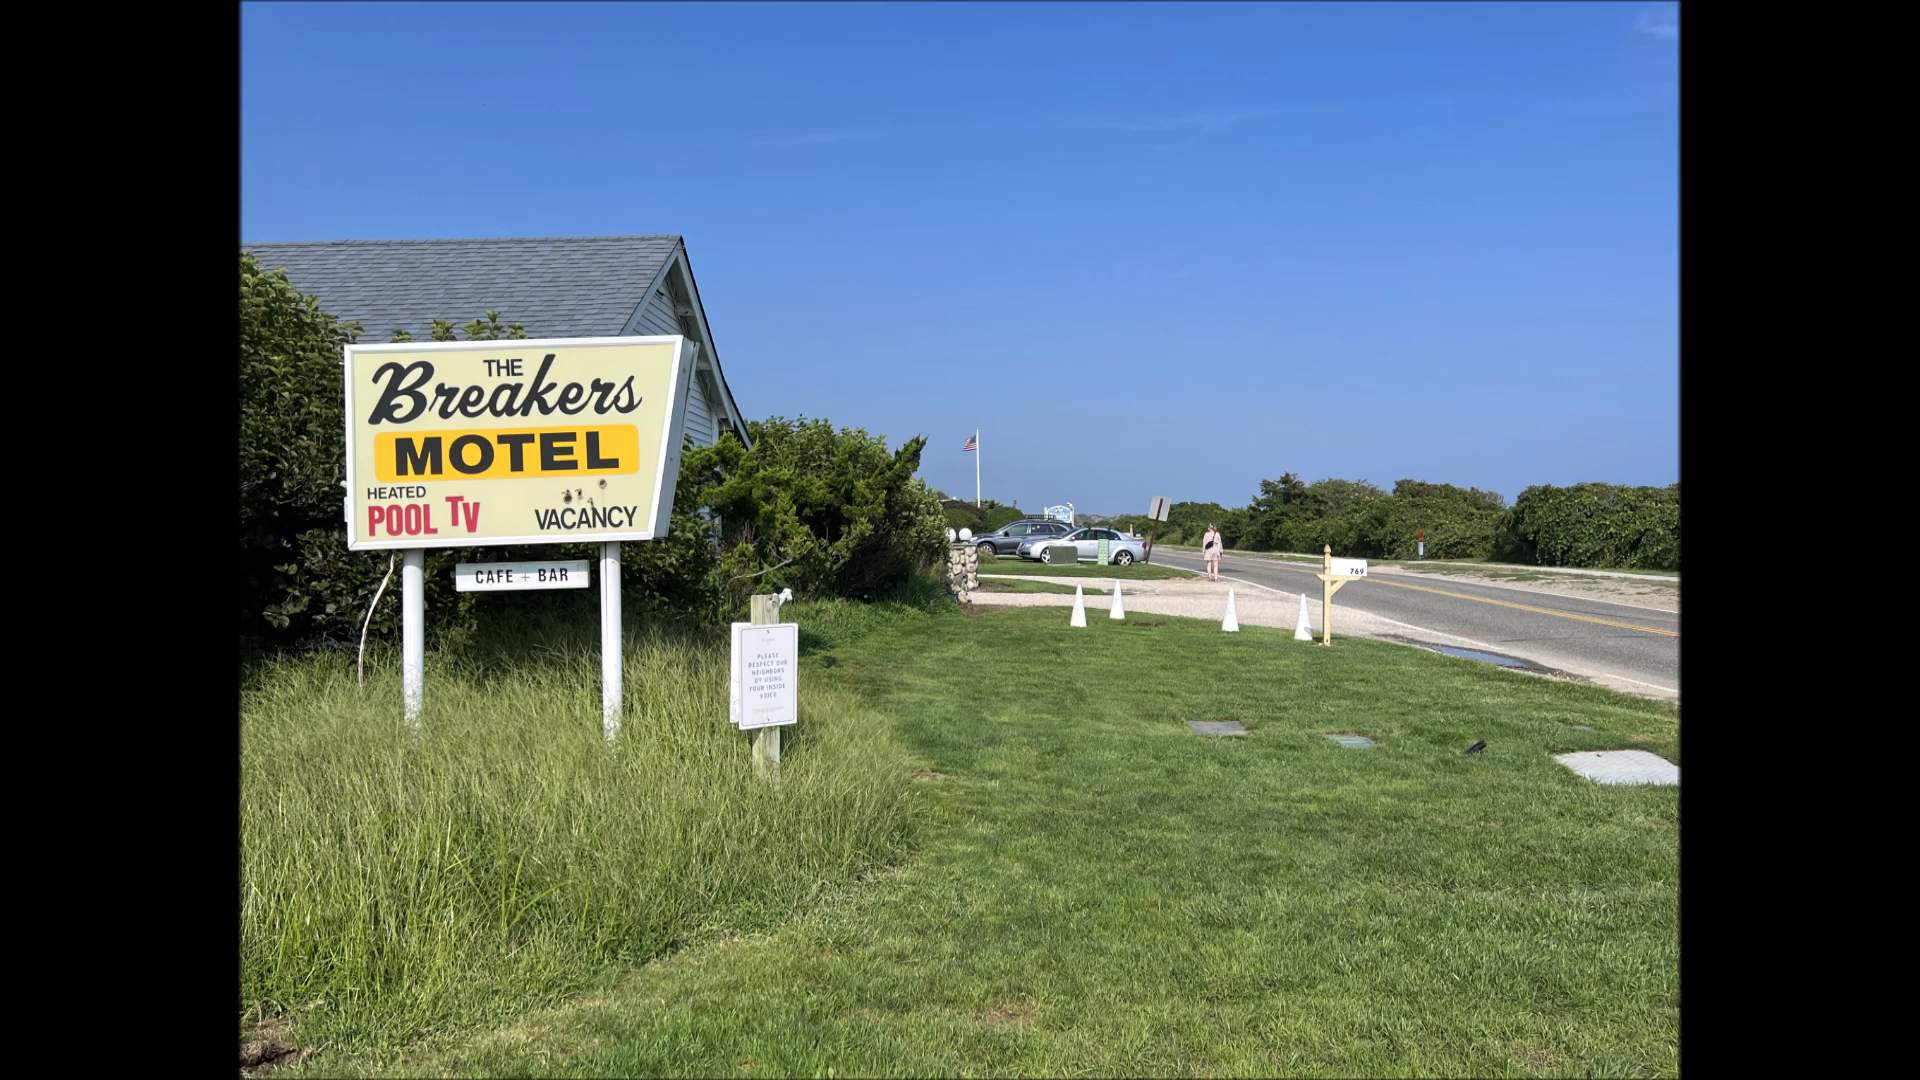 THE
Breakers
MOTEL
HEATED
POOL TV
VACANCY
CAFE + BAR
PLEASE
RESPECT OUR
NEIGHBORS
BY USING
YOUR INSIDE
VOICE
769